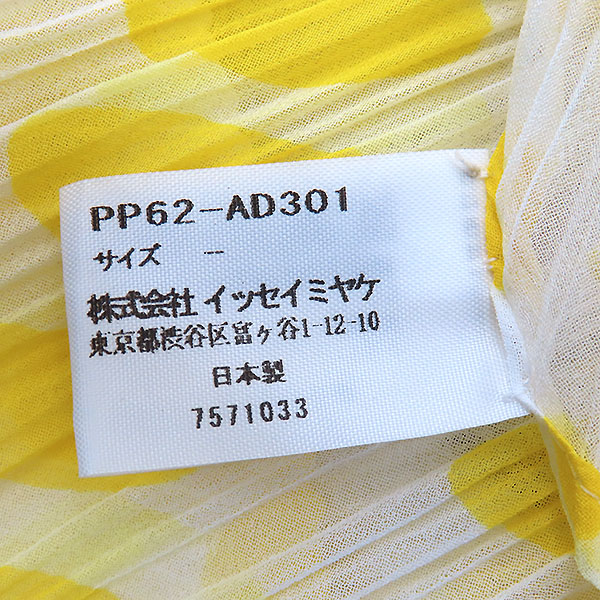 PP62-AD301
サイズ －
株式会社 イッセイミヤケ
東京都渋谷区富ヶ谷1-12-10
日本製
7571033